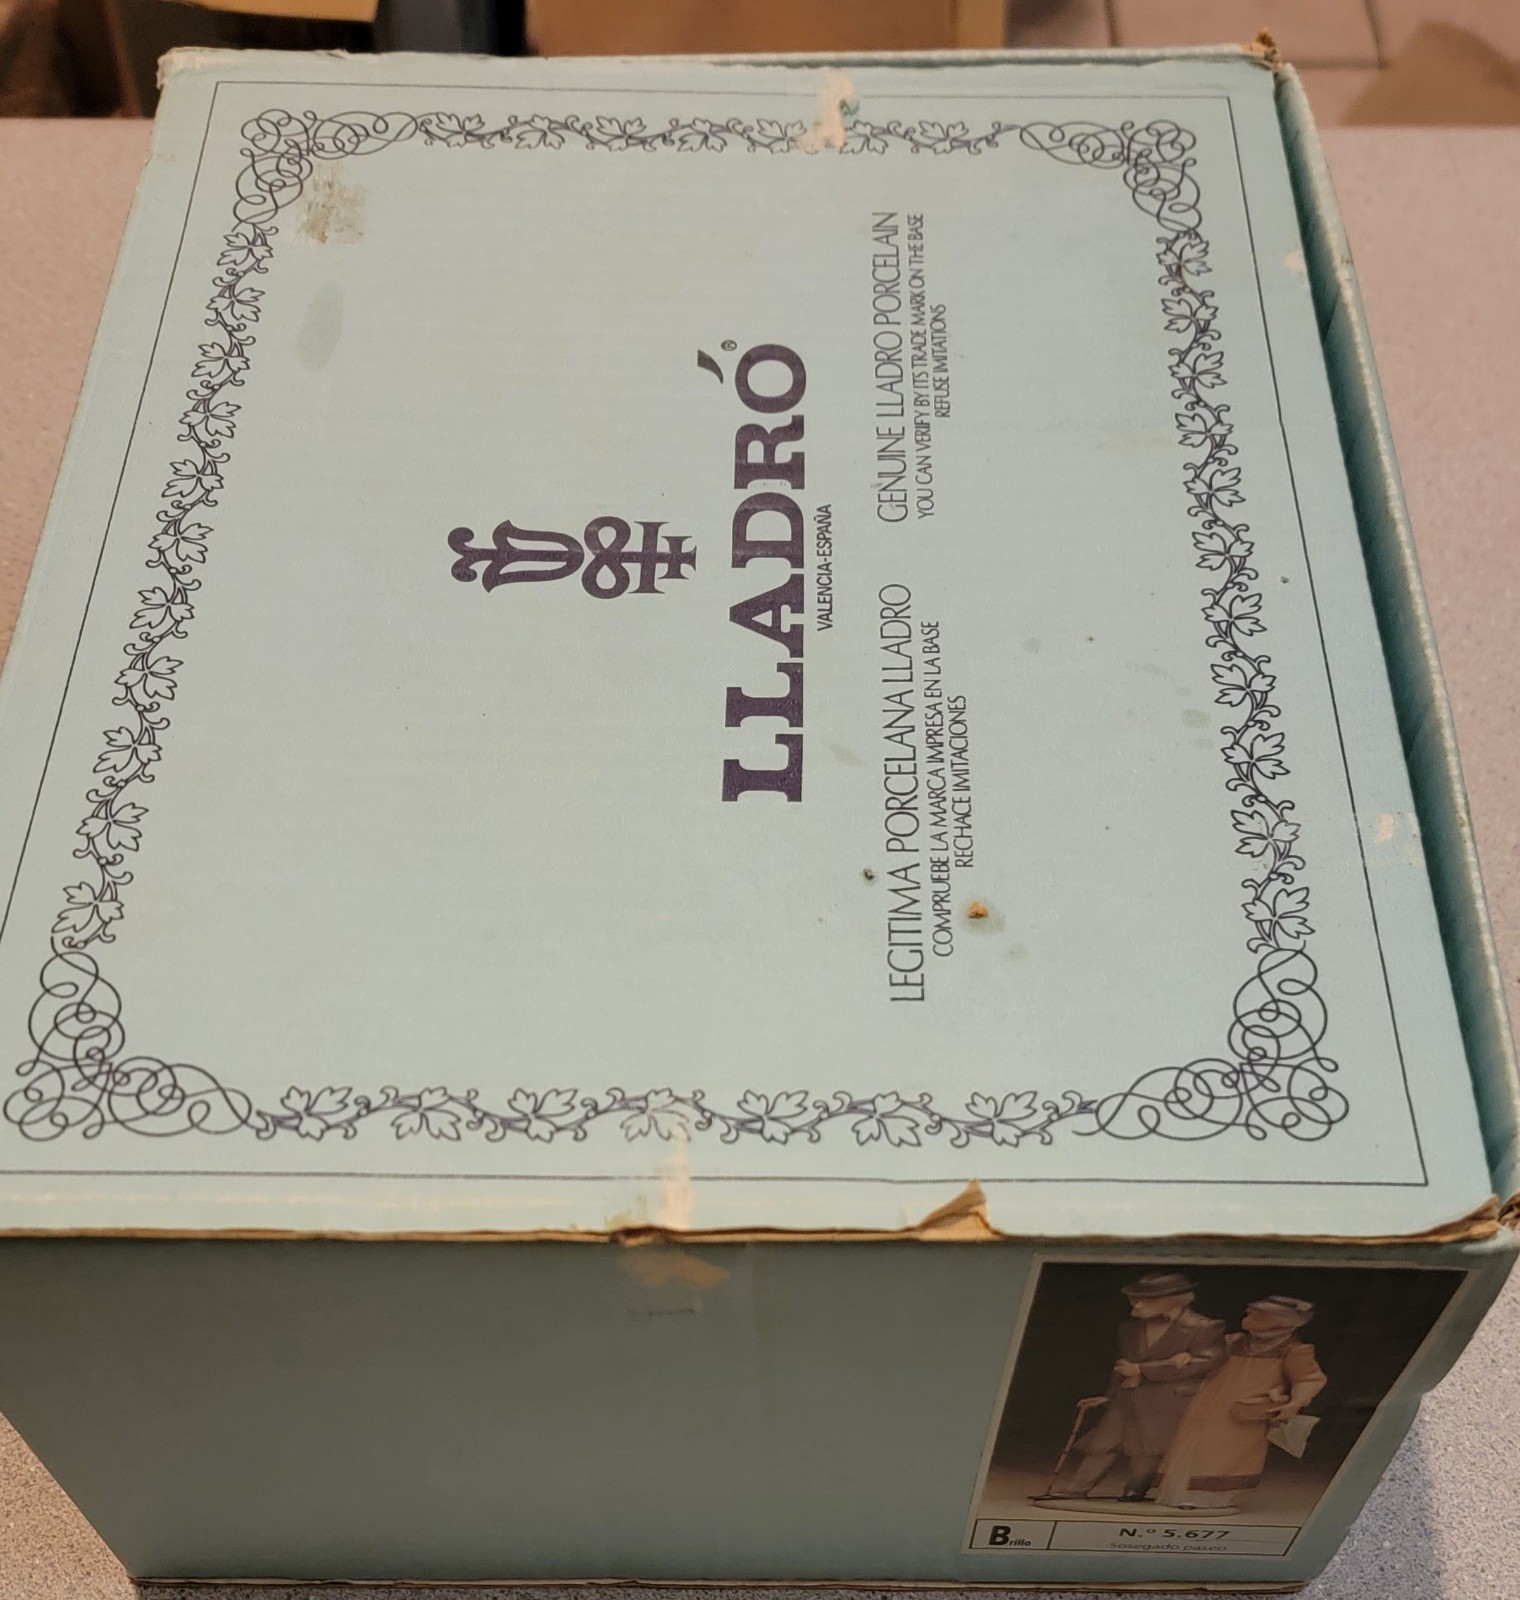 LLADRÓ®
VALENCIA-ESPAÑA
LEGITIMA PORCELANA LLADRO
COMPRUEBE LA MARCA IMPRESA EN LA BASE
RECHACE IMITACIONES
GENUINE LLADRO PORCELAIN
YOU CAN VERIFY BY ITS TRADE MARK ON THE BASE
REFUSE IMITATIONS
Brillo
N.º 5.677
Sosegado paseo